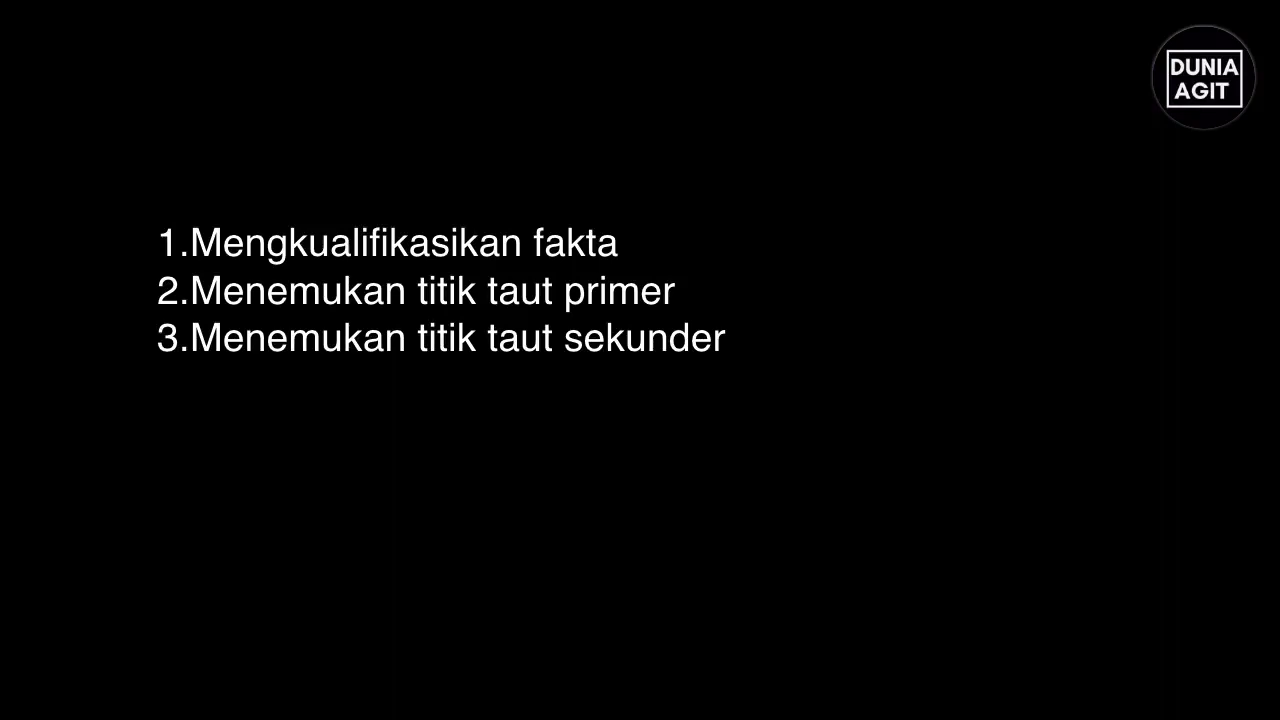 DUNIA
AGIT
1.Mengkualifikasikan fakta
2.Menemukan titik taut primer
3.Menemukan titik taut sekunder